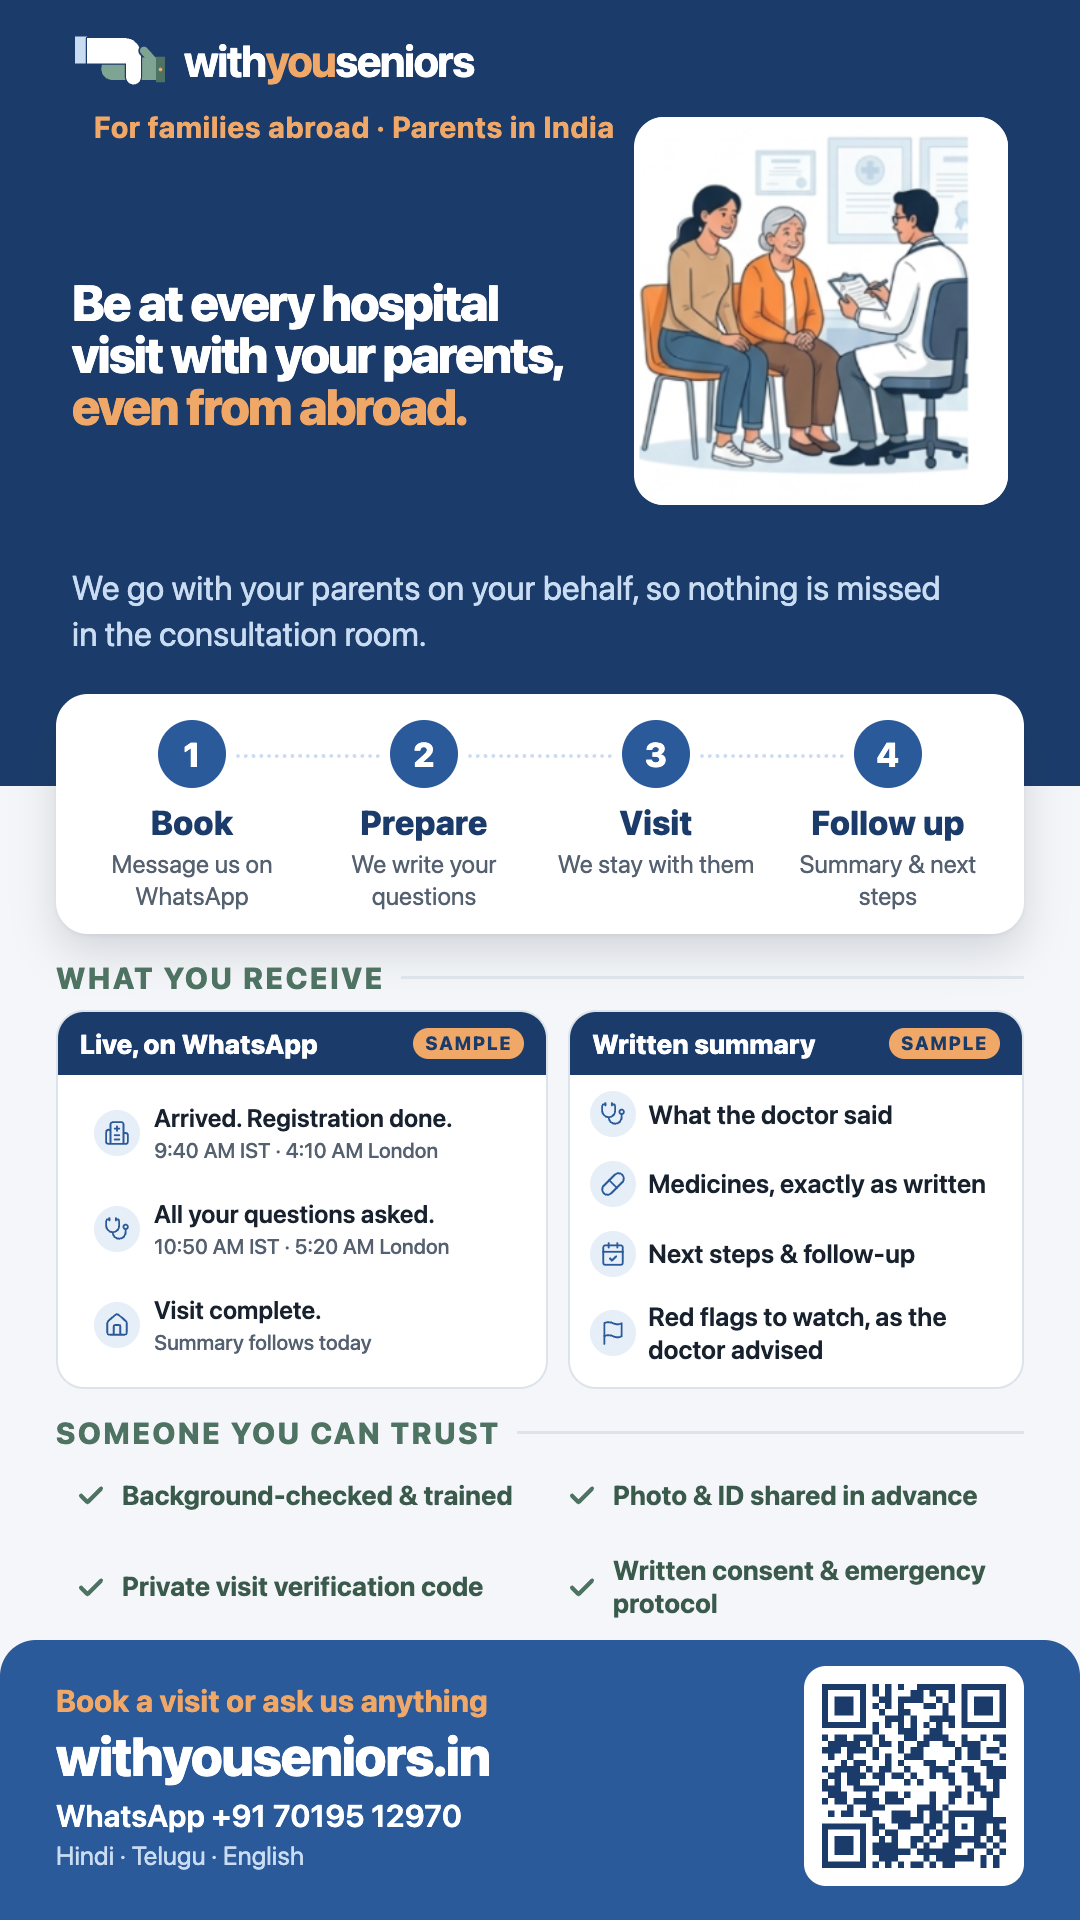 withyouseniors
For families abroad · Parents in India
Be at every hospital
visit with your parents,
even from abroad.
We go with your parents on your behalf, so nothing is missed
in the consultation room.
1
Book
Message us on
WhatsApp
2
Prepare
We write your
questions
3
Visit
We stay with them
4
Follow up
Summary & next
steps
WHAT YOU RECEIVE
Live, on WhatsApp
SAMPLE
Arrived. Registration done.
9:40 AM IST · 4:10 AM London
All your questions asked.
10:50 AM IST · 5:20 AM London
Visit complete.
Summary follows today
Written summary
SAMPLE
What the doctor said
Medicines, exactly as written
Next steps & follow-up
Red flags to watch, as the
doctor advised
SOMEONE YOU CAN TRUST
Background-checked & trained
Photo & ID shared in advance
Private visit verification code
Written consent & emergency
protocol
Book a visit or ask us anything
withyouseniors.in
WhatsApp +91 70195 12970
Hindi · Telugu · English